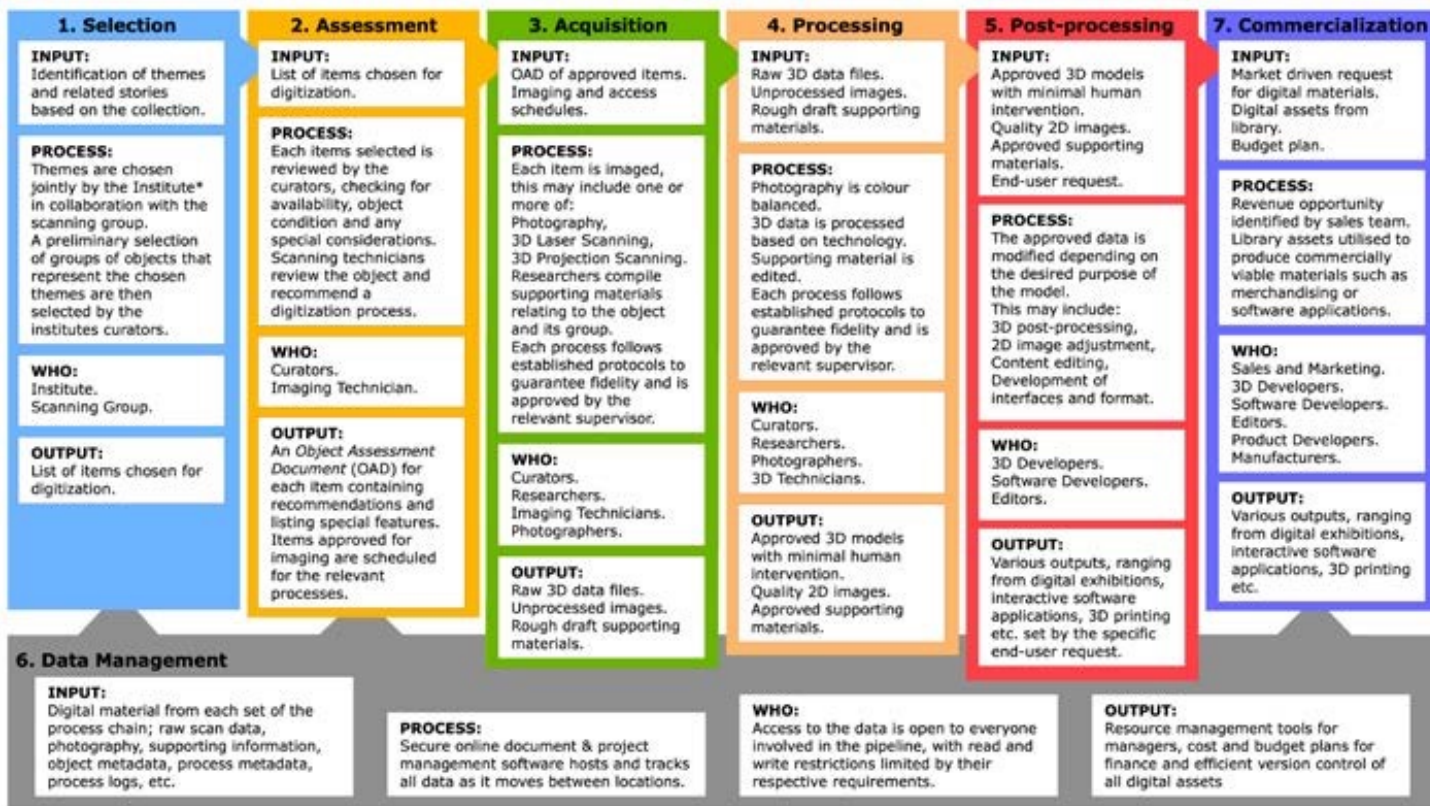 1. Selection
INPUT:
Identification of themes
and related stories
based on the collection.
PROCESS:
Themes are chosen
jointly by the Institute*
in collaboration with the
scanning group.
A preliminary selection
of groups of objects that
represent the chosen
themes are then
selected by the
institutes curators.
WHO:
Institute.
Scanning Group.
OUTPUT:
List of items chosen for
digitization.
2. Assessment
INPUT:
List of items chosen for
digitization.
PROCESS:
Each items selected is
reviewed by the
curators, checking for
availability, object
condition and any
special considerations.
Scanning technicians
review the object and
recommend a
digitization process.
WHO:
Curators.
Imaging Technician.
OUTPUT:
An Object Assessment
Document (OAD) for
each item containing
recommendations and
listing special features.
Items approved for
imaging are scheduled
for the relevant
processes.
3. Acquisition
INPUT:
OAD of approved items.
Imaging and access
schedules.
PROCESS:
Each item is imaged,
this may include one or
more of:
Photography,
3D Laser Scanning,
3D Projection Scanning.
Researchers compile
supporting materials
relating to the object
and its group.
Each process follows
established protocols to
guarantee fidelity and is
approved by the
relevant supervisor.
WHO:
Curators.
Researchers.
Imaging Technicians.
Photographers.
OUTPUT:
Raw 3D data files.
Unprocessed images.
Rough draft supporting
materials.
4. Processing
INPUT:
Raw 3D data files.
Unprocessed images.
Rough draft supporting
materials.
PROCESS:
Photography is colour
balanced.
3D data is processed
based on technology.
Supporting material is
edited.
Each process follows
established protocols to
guarantee fidelity and is
approved by the
relevant supervisor.
WHO:
Curators.
Researchers.
Photographers.
3D Technicians.
OUTPUT:
Approved 3D models
with minimal human
intervention.
Quality 2D images.
Approved supporting
materials.
5. Post-processing
INPUT:
Approved 3D models
with minimal human
intervention.
Quality 2D images.
Approved supporting
materials.
End-user request.
PROCESS:
The approved data is
modified depending on
the desired purpose of
the model.
This may include:
3D post-processing,
2D image adjustment,
Content editing,
Development of
interfaces and format.
WHO:
3D Developers.
Software Developers.
Editors.
OUTPUT:
Various outputs, ranging
from digital exhibitions,
interactive software
applications, 3D printing
etc. set by the specific
end-user request.
7. Commercialization
INPUT:
Market driven request
for digital materials.
Digital assets from
library.
Budget plan.
PROCESS:
Revenue opportunity
identified by sales team.
Library assets utilised to
produce commercially
viable materials such as
merchandising or
software applications.
WHO:
Sales and Marketing.
3D Developers.
Software Developers.
Editors.
Product Developers.
Manufacturers.
OUTPUT:
Various outputs, ranging
from digital exhibitions,
interactive software
applications, 3D printing
etc.
6. Data Management
INPUT:
Digital material from each set of the
process chain; raw scan data,
photography, supporting information,
object metadata, process metadata,
process logs, etc.
PROCESS:
Secure online document & project
management software hosts and tracks
all data as it moves between locations.
WHO:
Access to the data is open to everyone
involved in the pipeline, with read and
write restrictions limited by their
respective requirements.
OUTPUT:
Resource management tools for
managers, cost and budget plans for
finance and efficient version control of
all digital assets